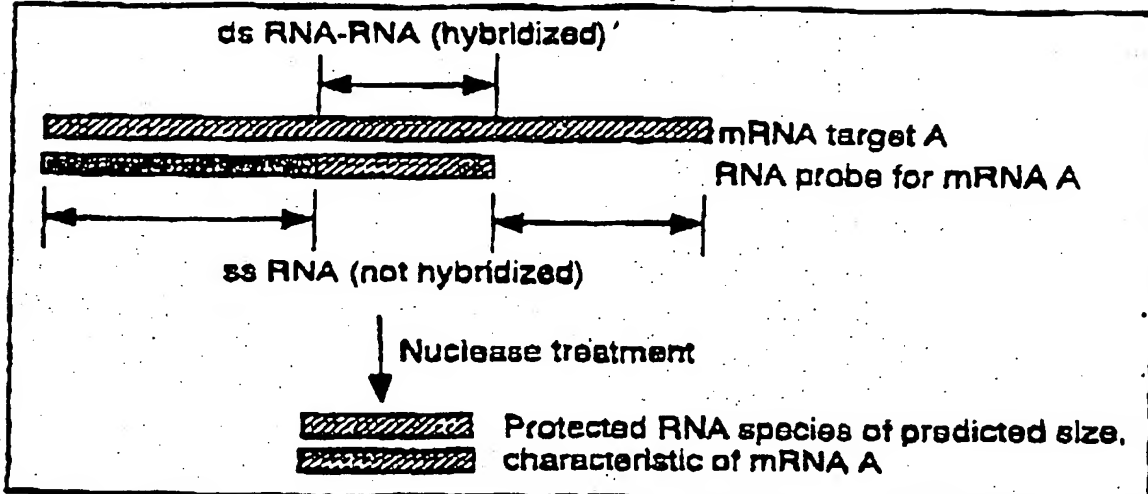 ds RNA-RNA (hybridized)
mRNA target A
RNA probe for mRNA A
ss RNA (not hybridized)
Nuclease treatment
Protected RNA species of predicted size,
characteristic of mRNA A